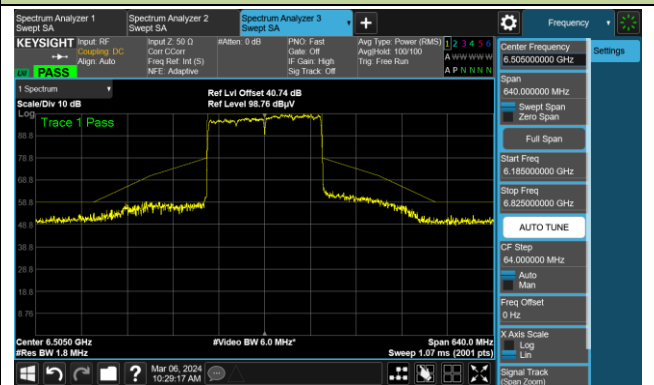 Spectrum Analyzer 1
Swept SA
Spectrum Analyzer 2
Swept SA
Spectrum Analyzer 3
Swept SA
Frequency
KEYSIGHT
Input: RF
Coupling: DC
Align: Auto
Input Z: 50 Ω
Corr CCorr
Freq Ref: Int (S)
NFE: Adaptive
#Atten: 0 dB
PNO: Fast
Gate: Off
IF Gain: High
Sig Track: Off
Avg Type: Power (RMS)
Avg|Hold: 100/100
Trig: Free Run
1 2 3 4 5 6
A W W W W W
A P N N N N
PASS
1 Spectrum
Scale/Div 10 dB
Ref Lvl Offset 40.74 dB
Ref Level 98.76 dBµV
Log
Trace 1 Pass
88.8
78.8
68.8
58.8
48.8
38.8
28.8
18.8
8.76
Center 6.5050 GHz
#Res BW 1.8 MHz
#Video BW 6.0 MHz*
Span 640.0 MHz
Sweep 1.07 ms (2001 pts)
Mar 06, 2024
10:29:17 AM
Center Frequency
6.505000000 GHz
Settings
Span
640.000000 MHz
Swept Span
Zero Span
Full Span
Start Freq
6.185000000 GHz
Stop Freq
6.825000000 GHz
AUTO TUNE
CF Step
64.000000 MHz
Auto
Man
Freq Offset
0 Hz
X Axis Scale
Log
Lin
Signal Track
(Span Zoom)